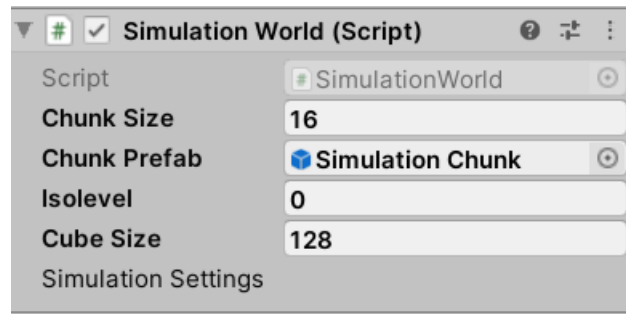 # Simulation World (Script)
Script # SimulationWorld
Chunk Size 16
Chunk Prefab Simulation Chunk
Isolevel 0
Cube Size 128
Simulation Settings